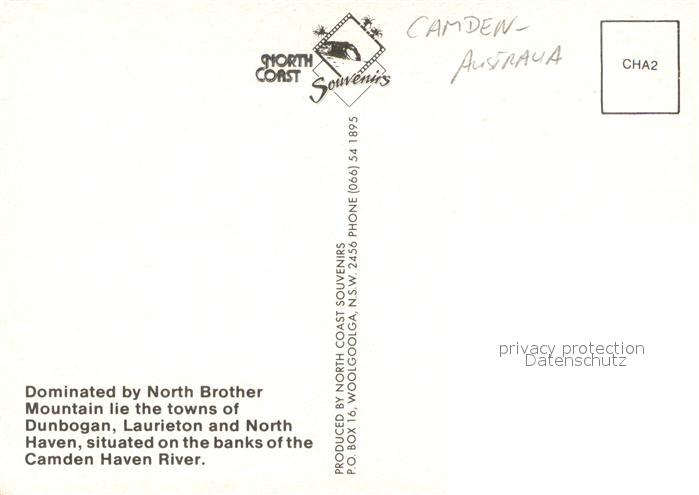 NORTH
COAST
Souvenirs
CAMDEN-
AUSTRALIA
CHA2
PRODUCED BY NORTH COAST SOUVENIRS
P.O. BOX 16, WOOLGOOLGA, N.S.W. 2456 PHONE (066) 54 1895
privacy protection
Datenschutz
Dominated by North Brother
Mountain lie the towns of
Dunbogan, Laurieton and North
Haven, situated on the banks of the
Camden Haven River.